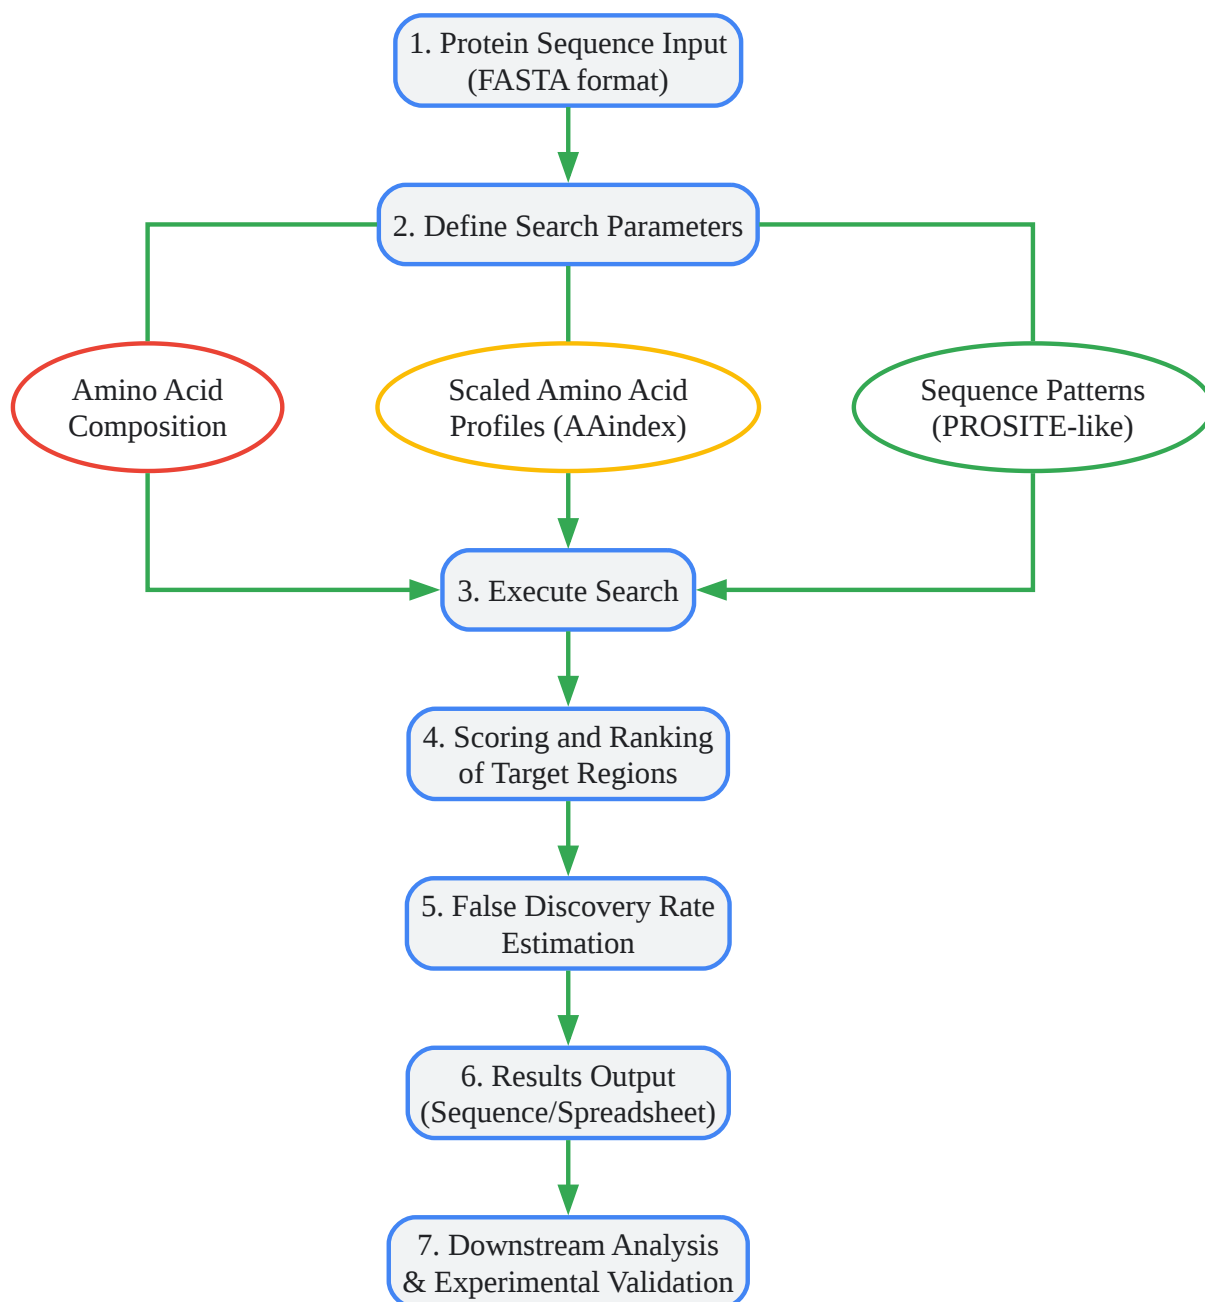 1. Protein Sequence Input
(FASTA format)
2. Define Search Parameters
Amino Acid
Composition
Scaled Amino Acid
Profiles (AAindex)
Sequence Patterns
(PROSITE-like)
3. Execute Search
4. Scoring and Ranking
of Target Regions
5. False Discovery Rate
Estimation
6. Results Output
(Sequence/Spreadsheet)
7. Downstream Analysis
& Experimental Validation